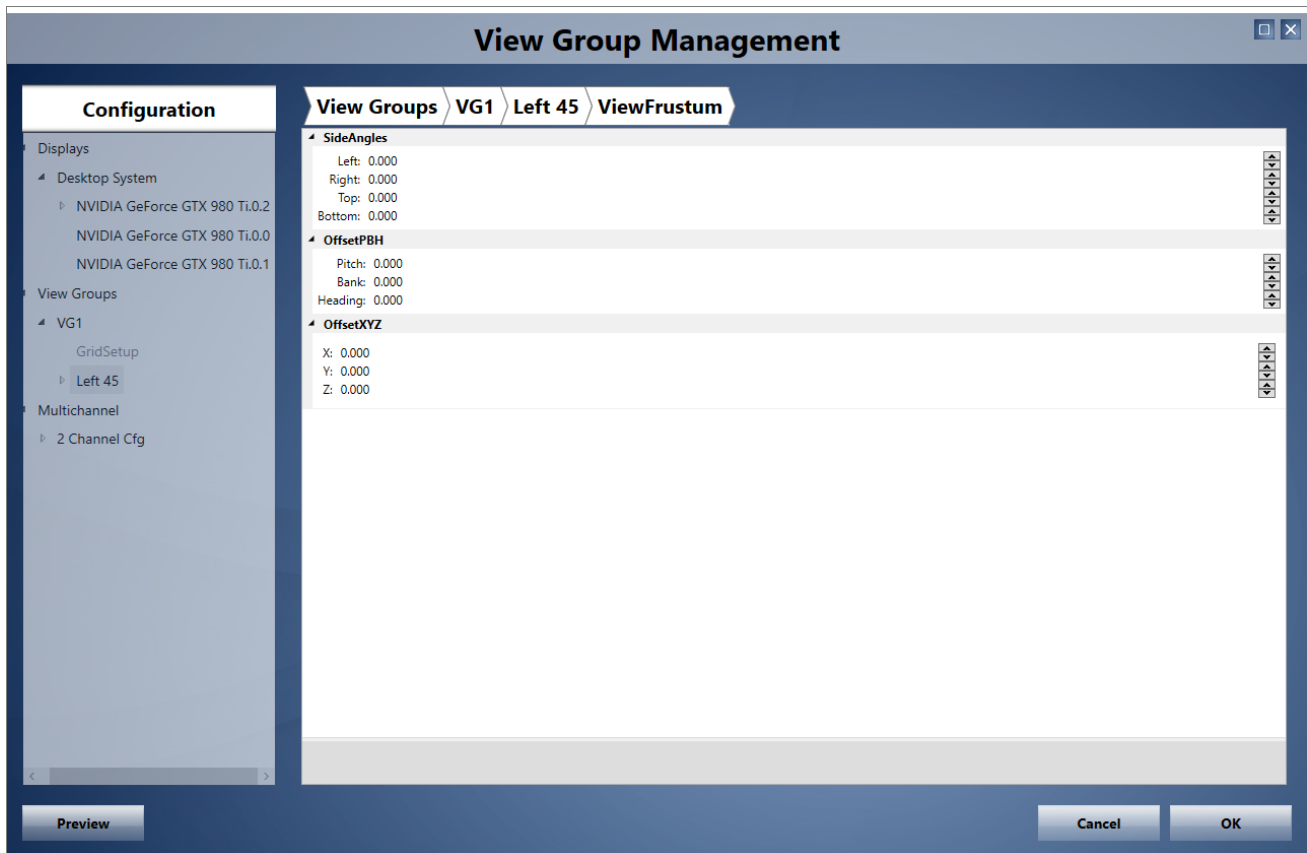 View Group Management
Configuration
Displays
Desktop System
NVIDIA GeForce GTX 980 Ti.0.2
NVIDIA GeForce GTX 980 Ti.0.0
NVIDIA GeForce GTX 980 Ti.0.1
View Groups
VG1
GridSetup
Left 45
Multichannel
2 Channel Cfg
View Groups VG1 Left 45 ViewFrustum
SideAngles
Left: 0.000
Right: 0.000
Top: 0.000
Bottom: 0.000
OffsetPBH
Pitch: 0.000
Bank: 0.000
Heading: 0.000
OffsetXYZ
X: 0.000
Y: 0.000
Z: 0.000
Preview
Cancel
OK